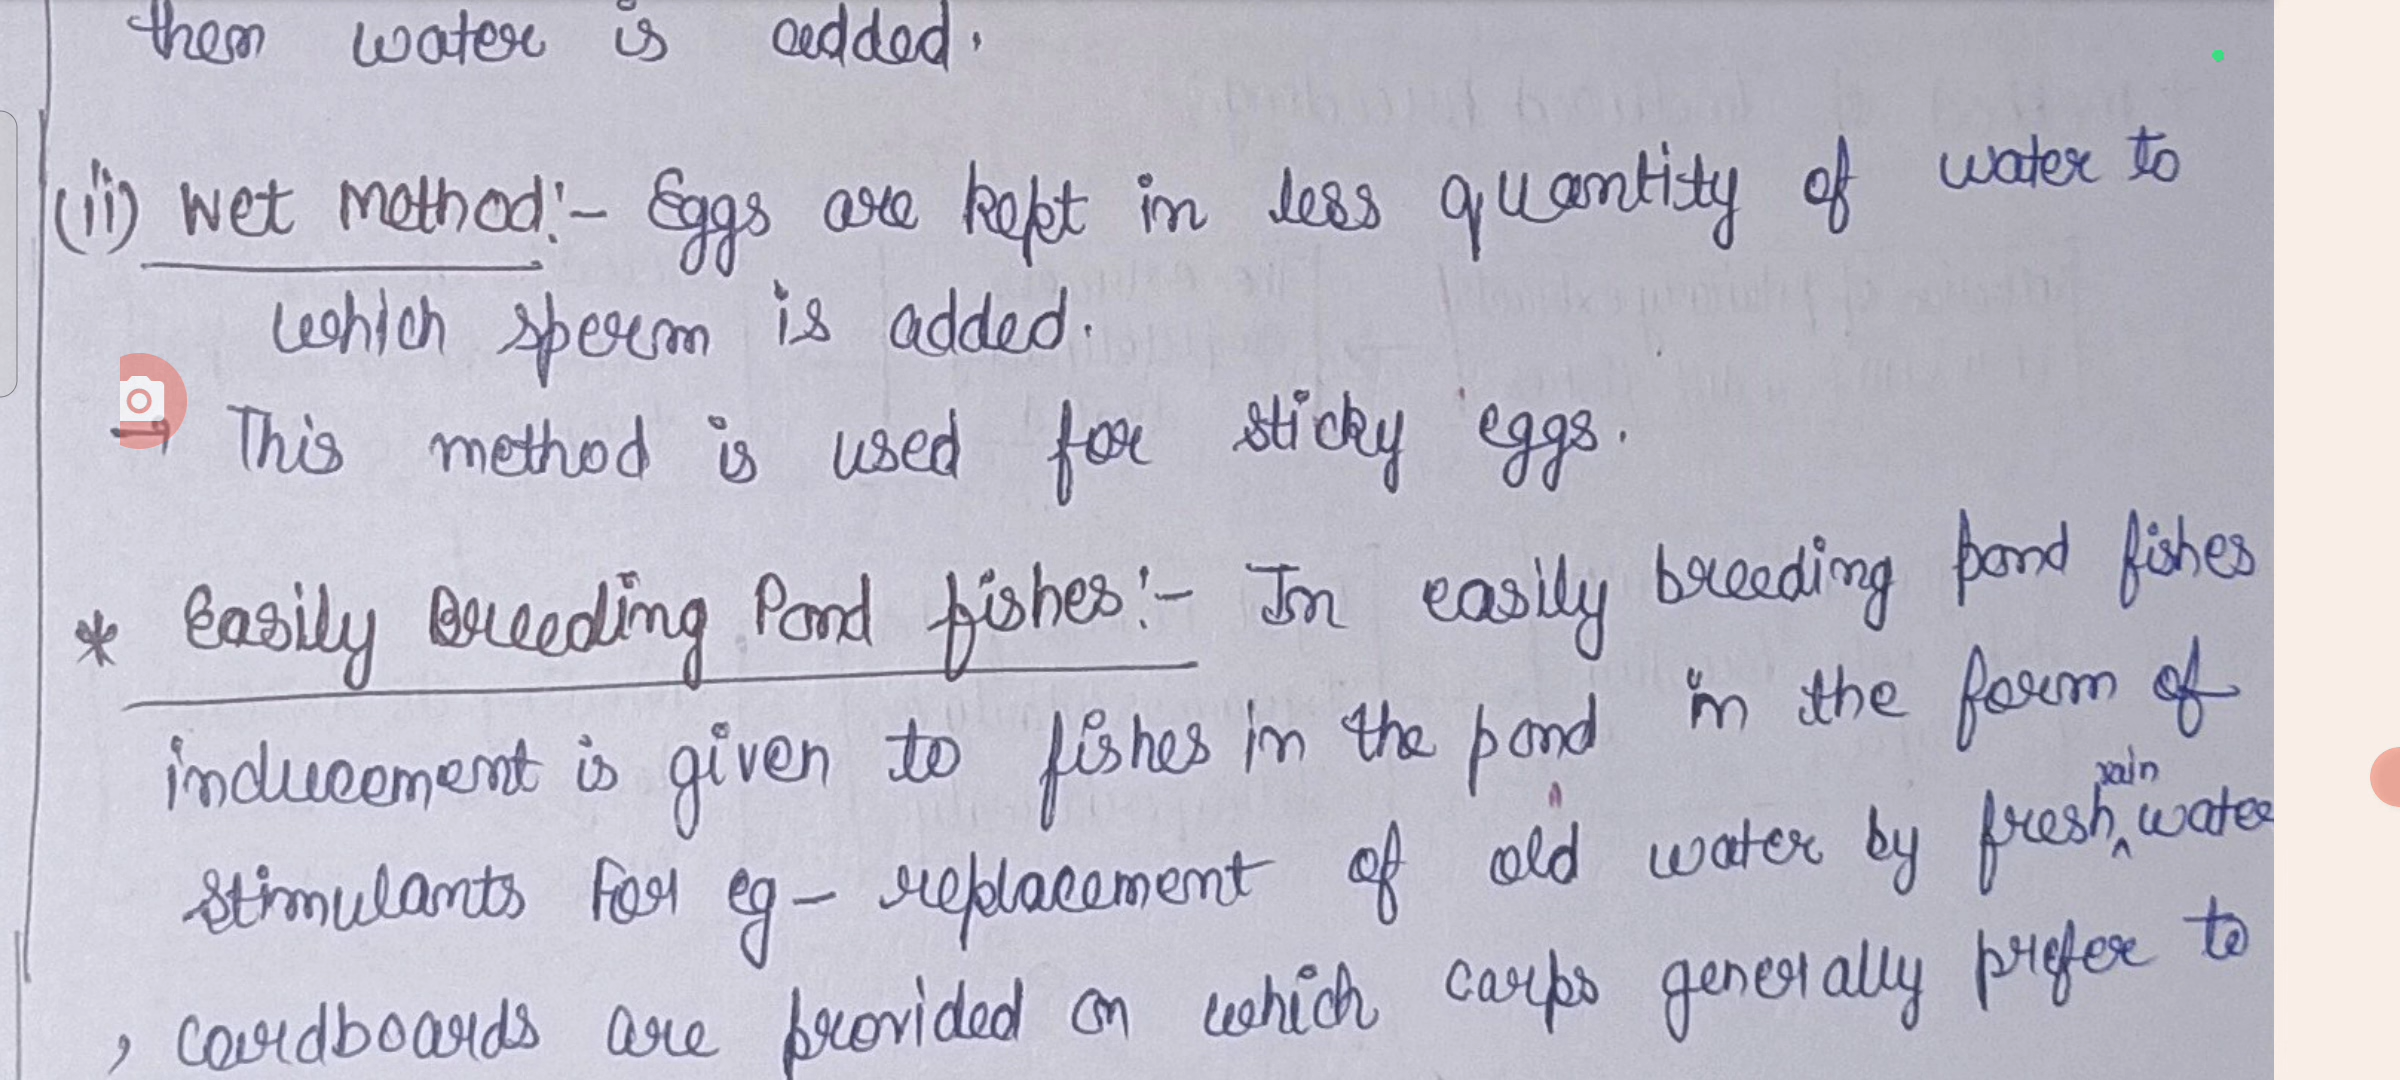 them water is added.
(ii) Wet Method:- Eggs are kept in less quantity of water to
which sperm is added.
→ This method is used for sticky eggs.
* Easily Breeding Pond fishes:- In easily breeding pond fishes
inducement is given to fishes in the pond in the form of
stimulants For eg - replacement of old water by fresh rain water
, cardboards are provided on which carps generally prefer to